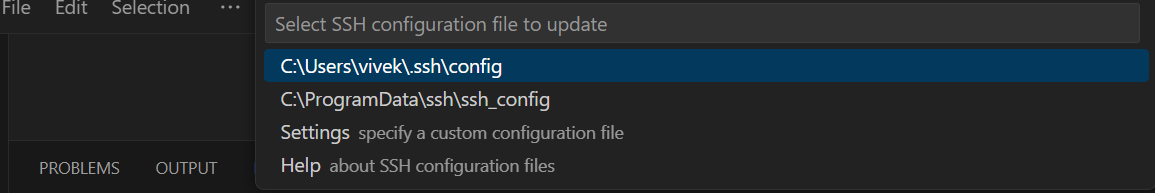 File Edit Selection ···
Select SSH configuration file to update
C:\Users\vivek\.ssh\config
C:\ProgramData\ssh\ssh_config
Settings specify a custom configuration file
Help about SSH configuration files
PROBLEMS OUTPUT